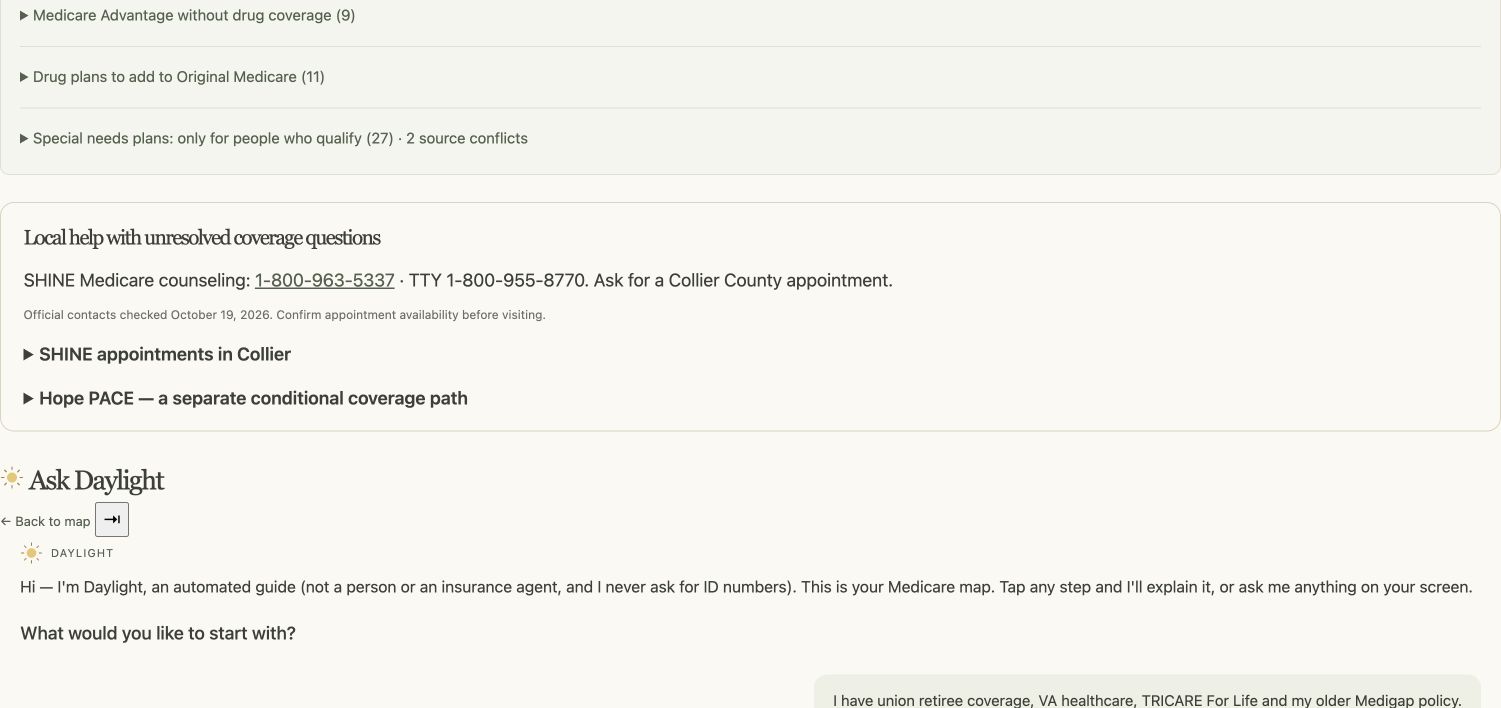 ▶ Medicare Advantage without drug coverage (9)
▶ Drug plans to add to Original Medicare (11)
▶ Special needs plans: only for people who qualify (27) · 2 source conflicts
Local help with unresolved coverage questions
SHINE Medicare counseling: 1-800-963-5337 · TTY 1-800-955-8770. Ask for a Collier County appointment.
Official contacts checked October 19, 2026. Confirm appointment availability before visiting.
▶ SHINE appointments in Collier
▶ Hope PACE — a separate conditional coverage path
Ask Daylight
← Back to map ⇥
DAYLIGHT
Hi — I'm Daylight, an automated guide (not a person or an insurance agent, and I never ask for ID numbers). This is your Medicare map. Tap any step and I'll explain it, or ask me anything on your screen.
What would you like to start with?
I have union retiree coverage, VA healthcare, TRICARE For Life and my older Medigap policy.